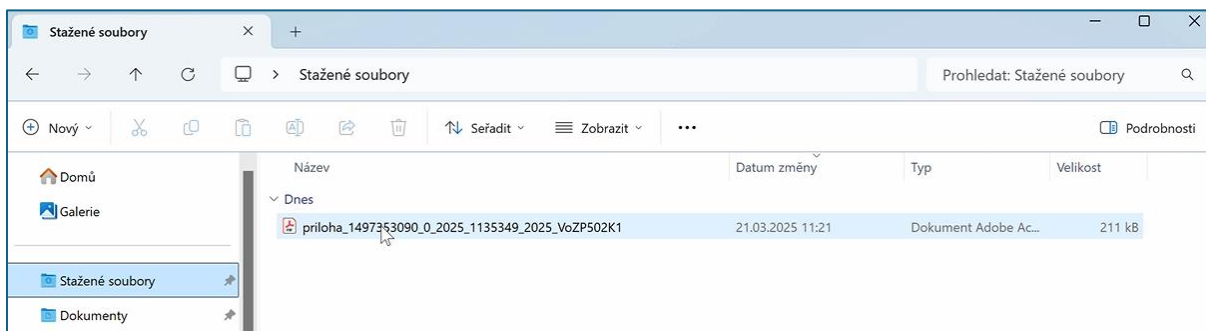 Stažené soubory
Stažené soubory
Prohledat: Stažené soubory
Nový
Seřadit
Zobrazit
Podrobnosti
Domů
Galerie
Stažené soubory
Dokumenty
Název Datum změny Typ Velikost
Dnes
priloha_1497353090_0_2025_1135349_2025_VoZP502K1 21.03.2025 11:21 Dokument Adobe Ac... 211 kB